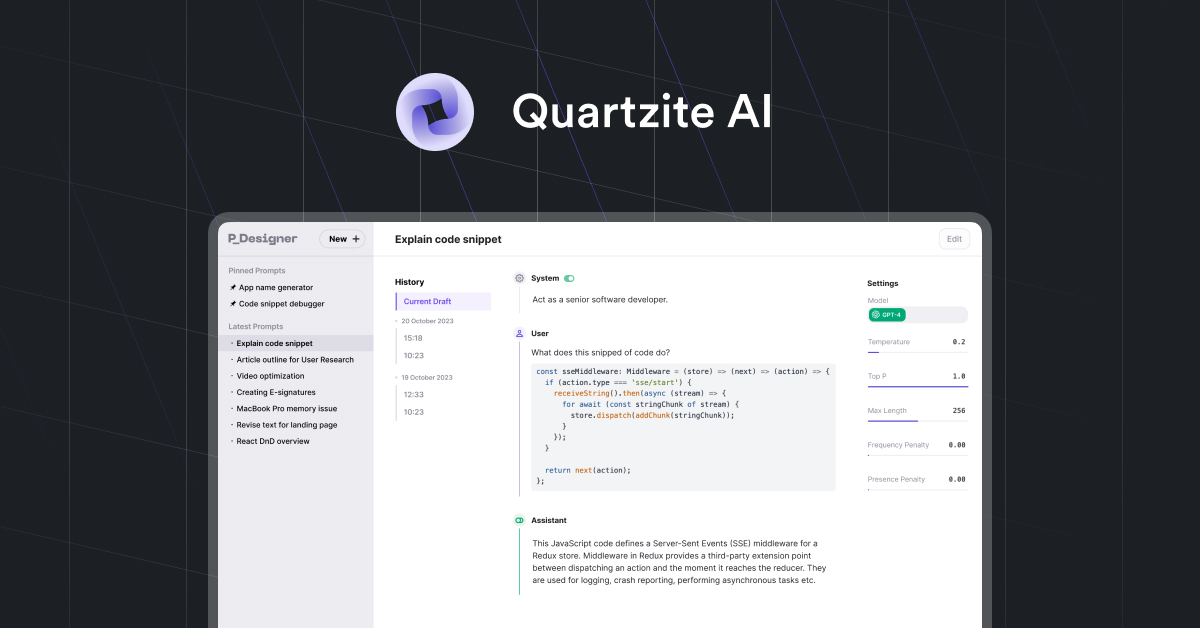 Quartzite AI
P_Designer
New +
Pinned Prompts
App name generator
Code snippet debugger
Latest Prompts
· Explain code snippet
· Article outline for User Research
· Video optimization
· Creating E-signatures
· MacBook Pro memory issue
· Revise text for landing page
· React DnD overview
Explain code snippet
Edit
History
Current Draft
20 October 2023
15:18
10:23
19 October 2023
12:33
10:23
System
Act as a senior software developer.
User
What does this snipped of code do?
const sseMiddleware: Middleware = (store) => (next) => (action) => {
  if (action.type === 'sse/start') {
    receiveString().then(async (stream) => {
      for await (const stringChunk of stream) {
        store.dispatch(addChunk(stringChunk));
      }
    });
  }

  return next(action);
};
Assistant
This JavaScript code defines a Server-Sent Events (SSE) middleware for a
Redux store. Middleware in Redux provides a third-party extension point
between dispatching an action and the moment it reaches the reducer. They
are used for logging, crash reporting, performing asynchronous tasks etc.
Settings
Model
GPT-4
Temperature 0.2
Top P 1.0
Max Length 256
Frequency Penalty 0.00
Presence Penalty 0.00